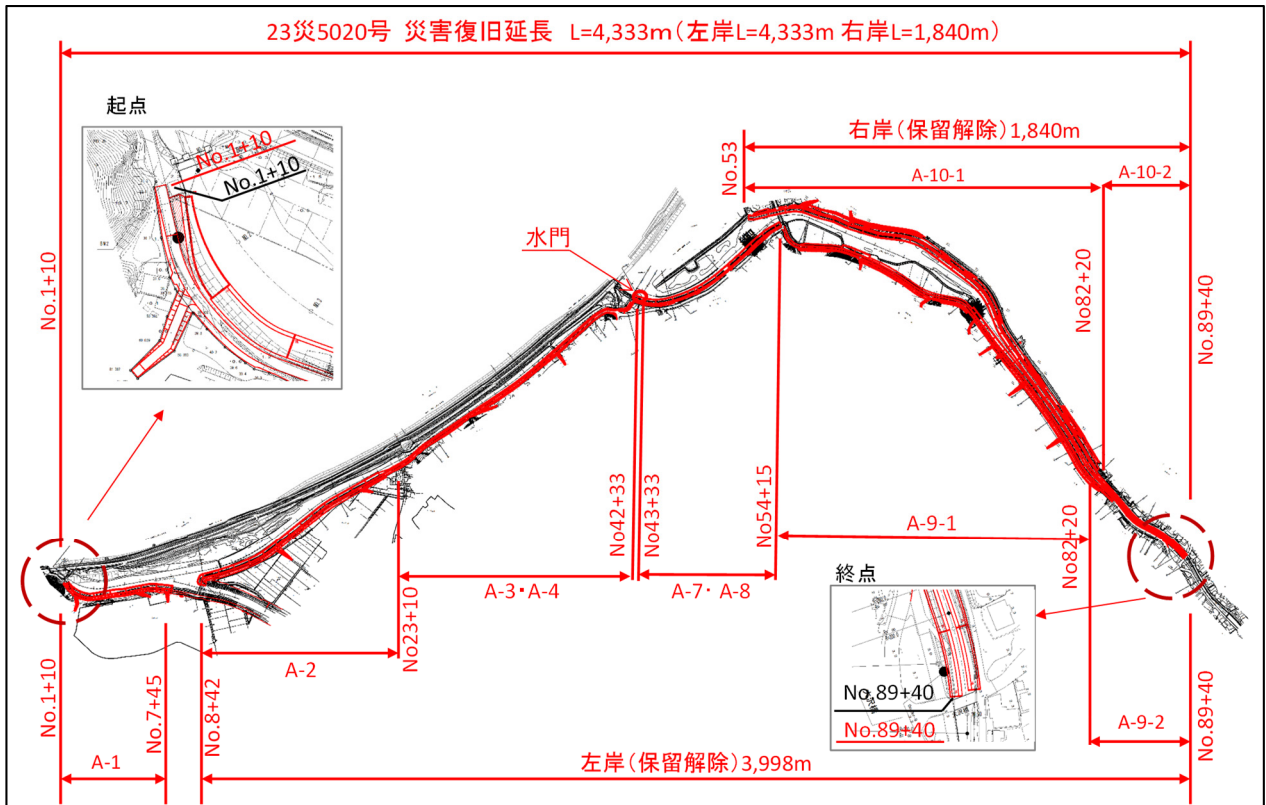 23災5020号 災害復旧延長 L=4,333m(左岸L=4,333m 右岸L=1,840m)
起点
No.1+10
No.1+10
右岸(保留解除)1,840m
No.53
A-10-1
A-10-2
水門
No.1+10
No82+20
No.89+40
No42+33
No43+33
No54+15
A-9-1
No82+20
A-3・A-4
A-7・A-8
No23+10
終点
No.89+40
No.89+40
A-2
No.1+10
No.7+45
No.8+42
A-1
A-9-2
No.89+40
左岸(保留解除)3,998m